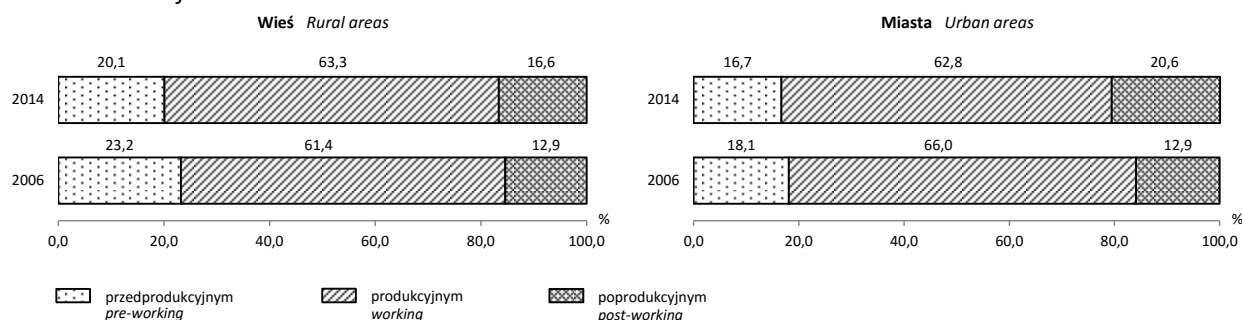 Wieś Rural areas
20,1 63,3 16,6
2014
23,2 61,4 12,9
2006
%
0,0 20,0 40,0 60,0 80,0 100,0
Miasta Urban areas
16,7 62,8 20,6
2014
18,1 66,0 12,9
2006
%
0,0 20,0 40,0 60,0 80,0 100,0
przedprodukcyjnym
pre-working
produkcyjnym
working
poprodukcyjnym
post-working